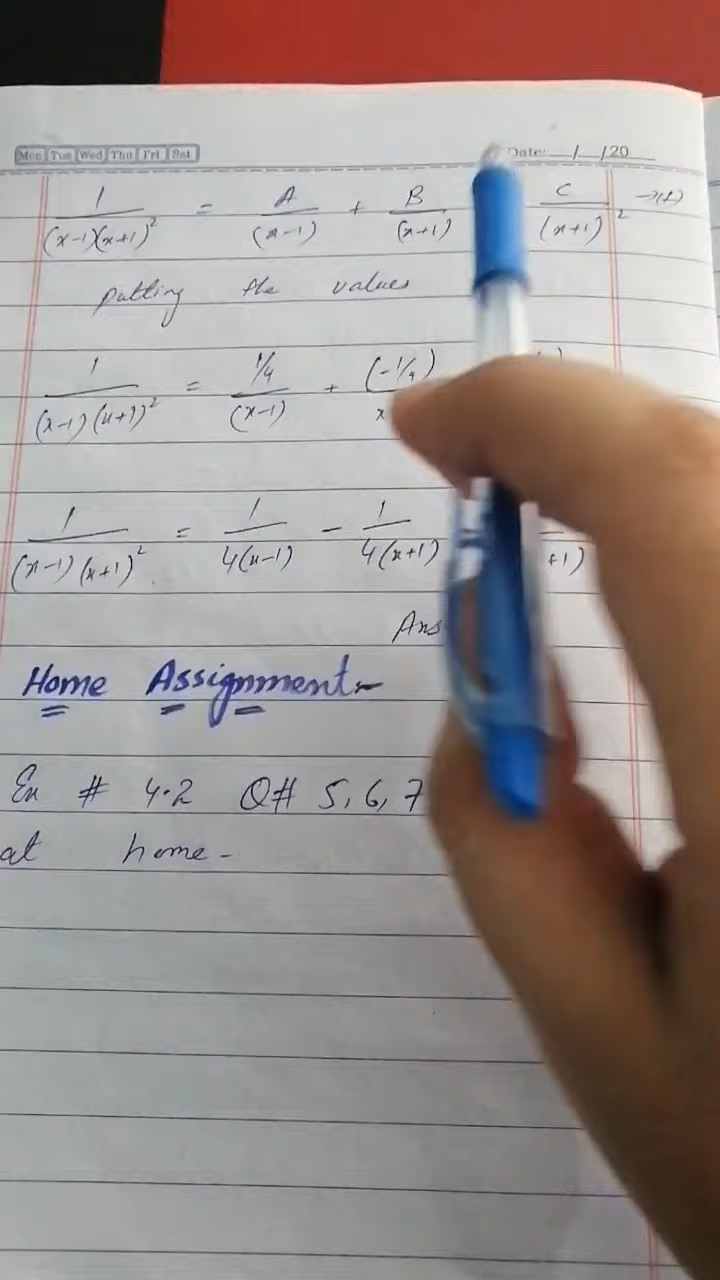 Mon Tue Wed Thu Fri Sat Date: / /20
1/(x-1)(x+1)² = A/(x-1) + B/(x+1) C/(x+1)² →(1)
putting the values
1/(x-1)(x+1)² = 1/4/(x-1) + (-1/4)/x
1/(x-1)(x+1)² = 1/4(x-1) - 1/4(x+1) +1)
Ans
Home Assignment-
Ex # 4.2 Q# 5, 6, 7
at home-